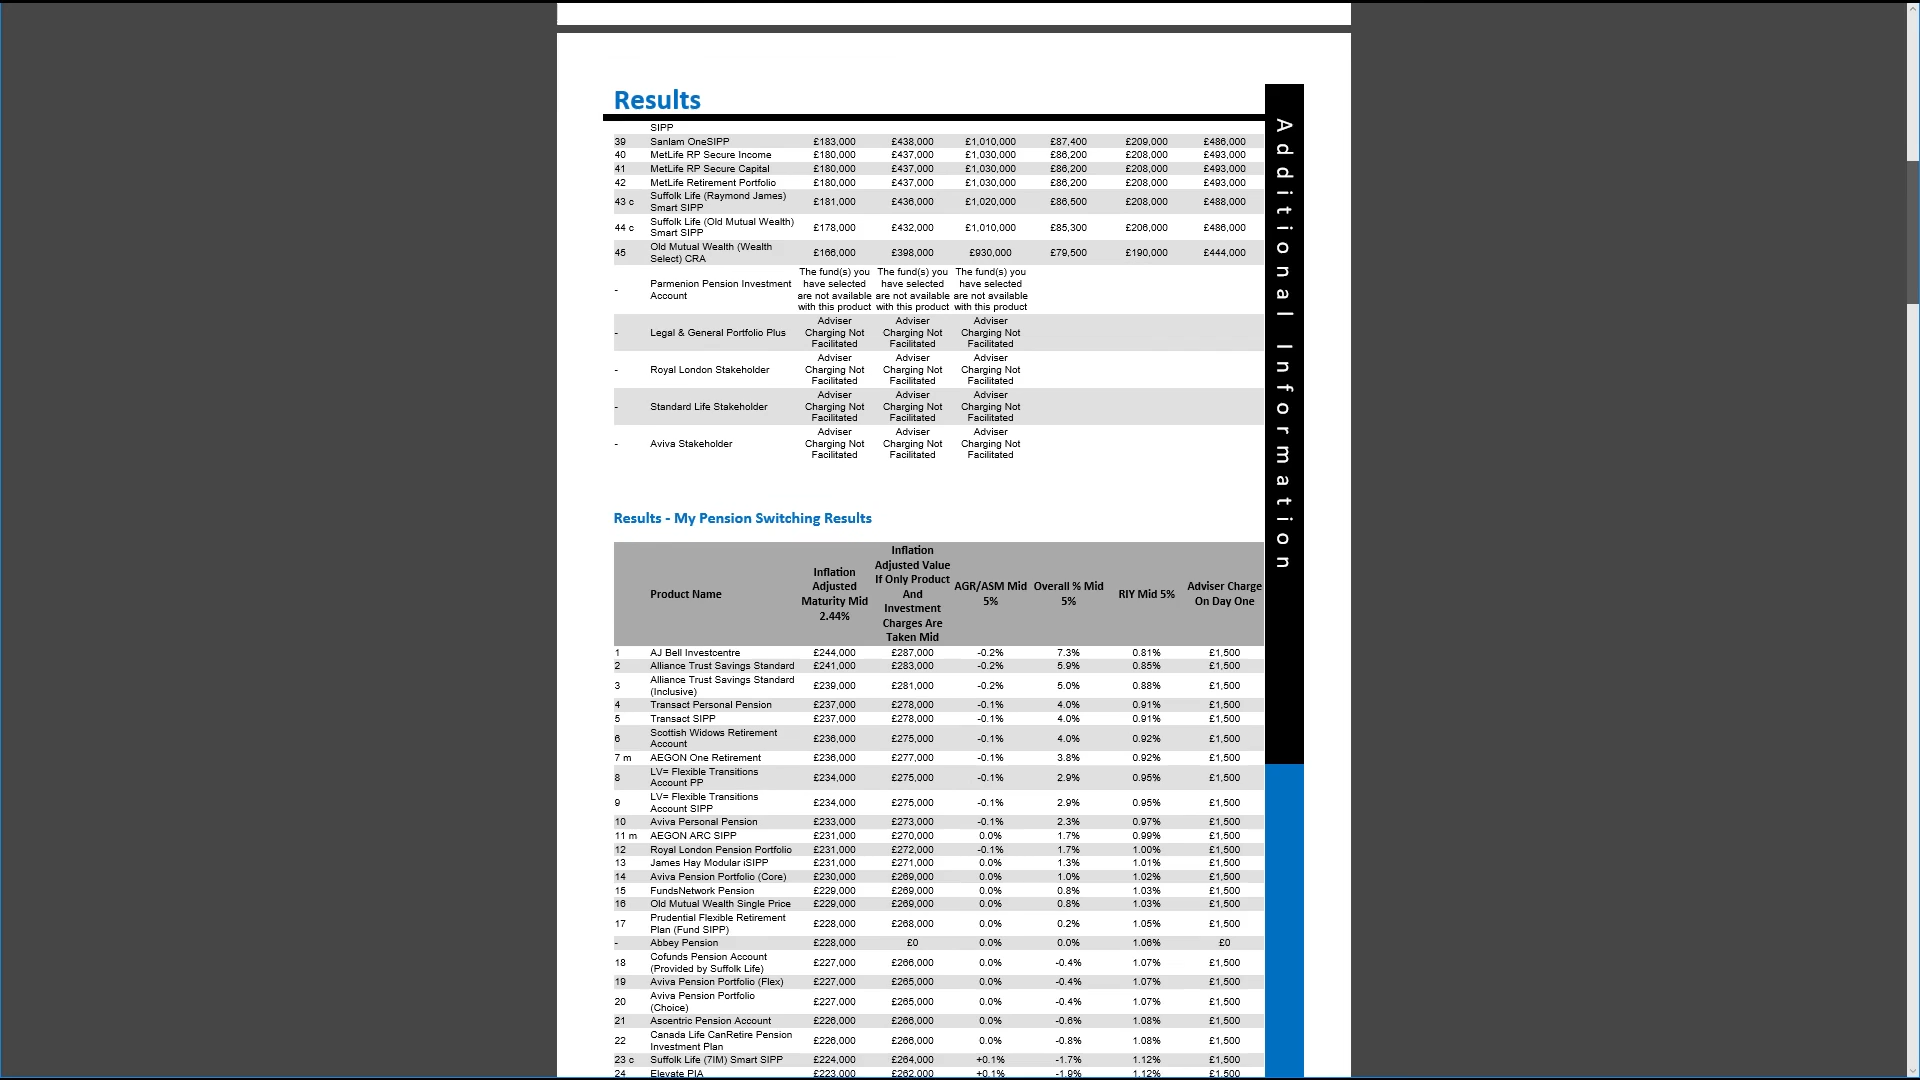 Results
SIPP
39 Sanlam OneSIPP £183,000 £438,000 £1,010,000 £87,400 £209,000 £486,000
40 MetLife RP Secure Income £180,000 £437,000 £1,030,000 £86,200 £208,000 £493,000
41 MetLife RP Secure Capital £180,000 £437,000 £1,030,000 £86,200 £208,000 £493,000
42 MetLife Retirement Portfolio £180,000 £437,000 £1,030,000 £86,200 £208,000 £493,000
Suffolk Life (Raymond James)
43 c £181,000 £436,000 £1,020,000 £86,500 £208,000 £488,000
Smart SIPP
Suffolk Life (Old Mutual Wealth)
44 c £178,000 £432,000 £1,010,000 £85,300 £206,000 £486,000
Smart SIPP
Old Mutual Wealth (Wealth
45 £166,000 £398,000 £930,000 £79,500 £190,000 £444,000
Select) CRA
The fund(s) you The fund(s) you The fund(s) you
Parmenion Pension Investment have selected have selected have selected
-
Account are not available are not available are not available
with this product with this product with this product
Adviser Adviser Adviser
- Legal & General Portfolio Plus Charging Not Charging Not Charging Not
Facilitated Facilitated Facilitated
Adviser Adviser Adviser
- Royal London Stakeholder Charging Not Charging Not Charging Not
Facilitated Facilitated Facilitated
Adviser Adviser Adviser
- Standard Life Stakeholder Charging Not Charging Not Charging Not
Facilitated Facilitated Facilitated
Adviser Adviser Adviser
- Aviva Stakeholder Charging Not Charging Not Charging Not
Facilitated Facilitated Facilitated
Additional Information
Results - My Pension Switching Results
Inflation
Adjusted Value
Inflation If Only Product
Adjusted And AGR/ASM Mid Overall % Mid Adviser Charge
Product Name RIY Mid 5%
Maturity Mid Investment 5% 5% On Day One
2.44% Charges Are
Taken Mid
1 AJ Bell Investcentre £244,000 £287,000 -0.2% 7.3% 0.81% £1,500
2 Alliance Trust Savings Standard £241,000 £283,000 -0.2% 5.9% 0.85% £1,500
Alliance Trust Savings Standard
3 £239,000 £281,000 -0.2% 5.0% 0.88% £1,500
(Inclusive)
4 Transact Personal Pension £237,000 £278,000 -0.1% 4.0% 0.91% £1,500
5 Transact SIPP £237,000 £278,000 -0.1% 4.0% 0.91% £1,500
Scottish Widows Retirement
6 £236,000 £275,000 -0.1% 4.0% 0.92% £1,500
Account
7 m AEGON One Retirement £236,000 £277,000 -0.1% 3.8% 0.92% £1,500
LV= Flexible Transitions
8 £234,000 £275,000 -0.1% 2.9% 0.95% £1,500
Account PP
LV= Flexible Transitions
9 £234,000 £275,000 -0.1% 2.9% 0.95% £1,500
Account SIPP
10 Aviva Personal Pension £233,000 £273,000 -0.1% 2.3% 0.97% £1,500
11 m AEGON ARC SIPP £231,000 £270,000 0.0% 1.7% 0.99% £1,500
12 Royal London Pension Portfolio £231,000 £272,000 -0.1% 1.7% 1.00% £1,500
13 James Hay Modular iSIPP £231,000 £271,000 0.0% 1.3% 1.01% £1,500
14 Aviva Pension Portfolio (Core) £230,000 £269,000 0.0% 1.0% 1.02% £1,500
15 FundsNetwork Pension £229,000 £269,000 0.0% 0.8% 1.03% £1,500
16 Old Mutual Wealth Single Price £229,000 £269,000 0.0% 0.8% 1.03% £1,500
Prudential Flexible Retirement
17 £228,000 £268,000 0.0% 0.2% 1.05% £1,500
Plan (Fund SIPP)
- Abbey Pension £228,000 £0 0.0% 0.0% 1.06% £0
Cofunds Pension Account
18 £227,000 £266,000 0.0% -0.4% 1.07% £1,500
(Provided by Suffolk Life)
19 Aviva Pension Portfolio (Flex) £227,000 £265,000 0.0% -0.4% 1.07% £1,500
Aviva Pension Portfolio
20 £227,000 £265,000 0.0% -0.4% 1.07% £1,500
(Choice)
21 Ascentric Pension Account £226,000 £266,000 0.0% -0.6% 1.08% £1,500
Canada Life CanRetire Pension
22 £226,000 £266,000 0.0% -0.8% 1.08% £1,500
Investment Plan
23 c Suffolk Life (7IM) Smart SIPP £224,000 £264,000 +0.1% -1.7% 1.12% £1,500
24 Elevate PIA £223,000 £262,000 +0.1% -1.9% 1.12% £1,500